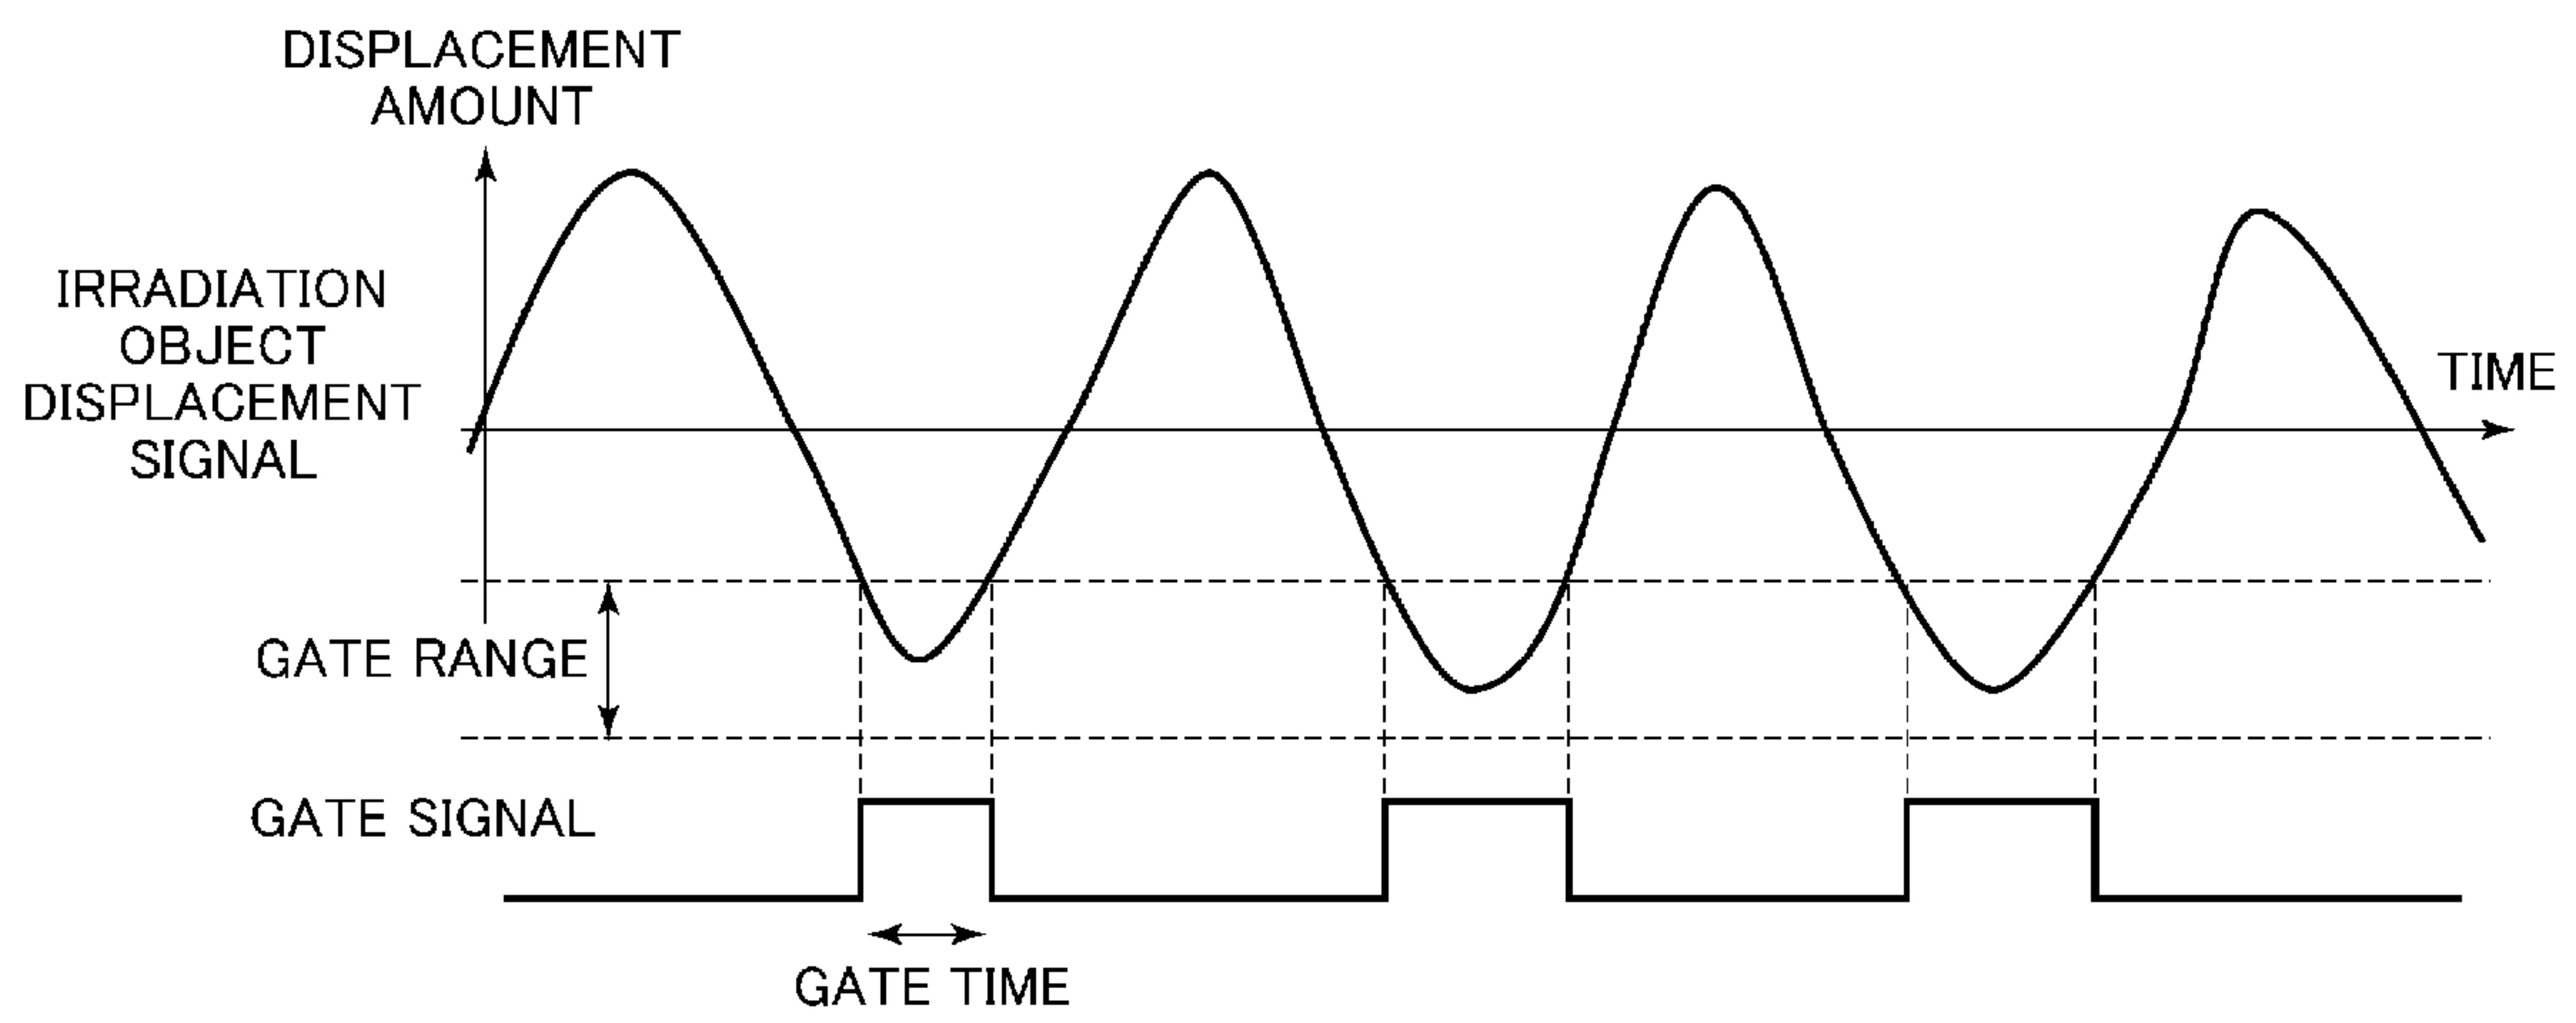 DISPLACEMENT
AMOUNT
IRRADIATION
OBJECT
DISPLACEMENT
SIGNAL
TIME
GATE RANGE
GATE SIGNAL
GATE TIME